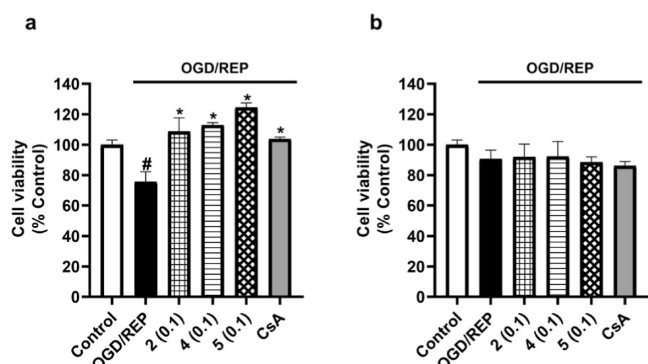 a
OGD/REP
Cell viability
(% Control)
140
120
100
80
60
40
20
0
#
*
*
*
*
Control
OGD/REP
2 (0.1)
4 (0.1)
5 (0.1)
CsA
b
OGD/REP
Cell viability
(% Control)
140
120
100
80
60
40
20
0
Control
OGD/REP
2 (0.1)
4 (0.1)
5 (0.1)
CsA